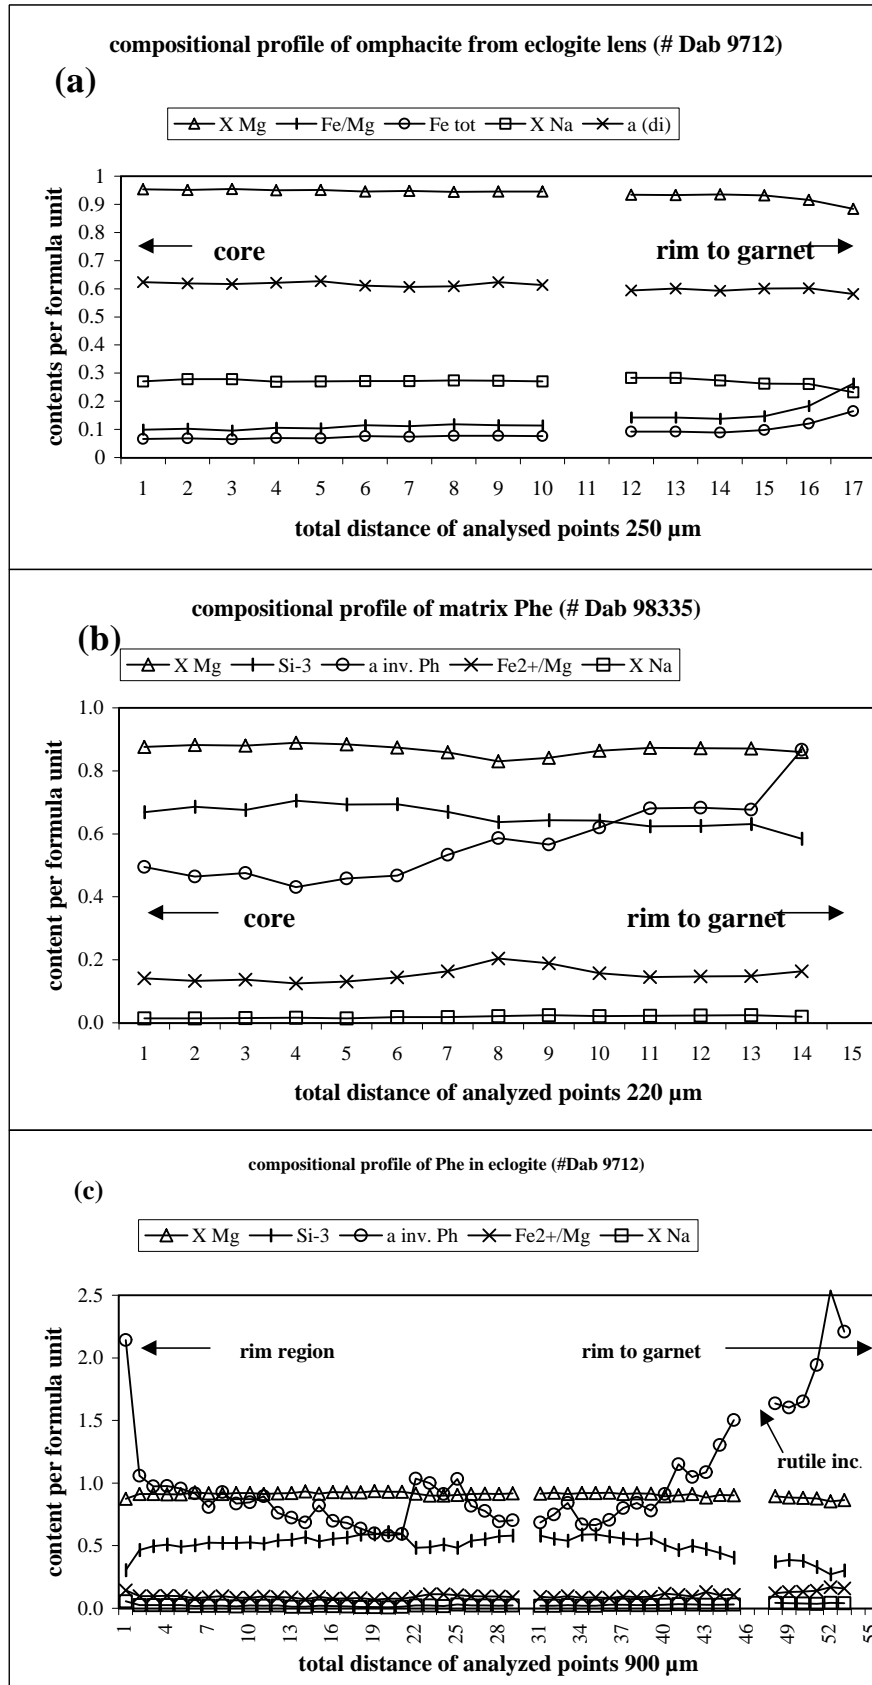 compositional profile of omphacite from eclogite lens (# Dab 9712)
(a)
X Mg Fe/Mg Fe tot X Na a (di)
contents per formula unit
1
0.9
0.8
0.7
0.6
0.5
0.4
0.3
0.2
0.1
0
core rim to garnet
1 2 3 4 5 6 7 8 9 10 11 12 13 14 15 16 17
total distance of analysed points 250 µm
compositional profile of matrix Phe (# Dab 98335)
(b)
X Mg Si-3 a inv. Ph Fe2+/Mg X Na
content per formula unit
1.0
0.8
0.6
0.4
0.2
0.0
core rim to garnet
1 2 3 4 5 6 7 8 9 10 11 12 13 14 15
total distance of analyzed points 220 µm
compositional profile of Phe in eclogite (#Dab 9712)
(c)
X Mg Si-3 a inv. Ph Fe2+/Mg X Na
content per formula unit
2.5
2.0
1.5
1.0
0.5
0.0
rim region rim to garnet
rutile inc.
1 4 7 10 13 16 19 22 25 28 31 34 37 40 43 46 49 52 55
total distance of analyzed points 900 µm